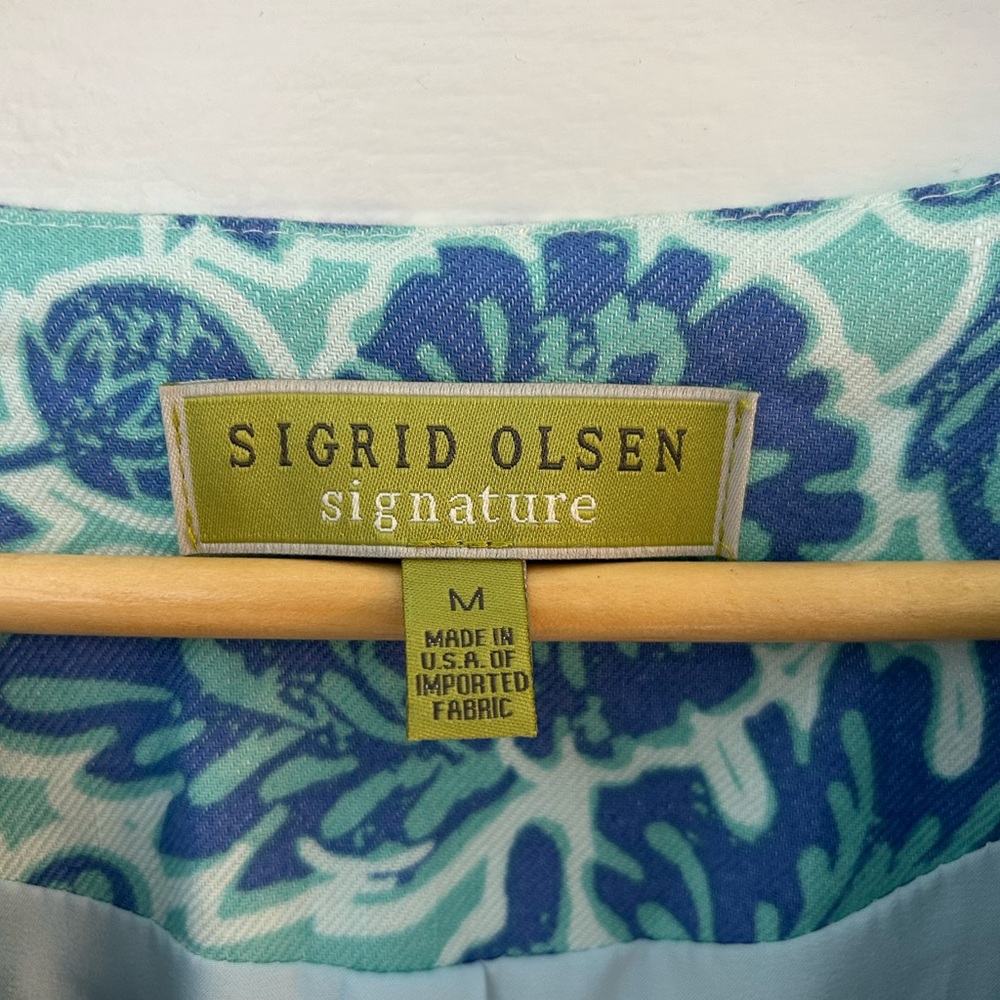 SIGRID OLSEN
signature
M
MADE IN
U.S.A. OF
IMPORTED
FABRIC